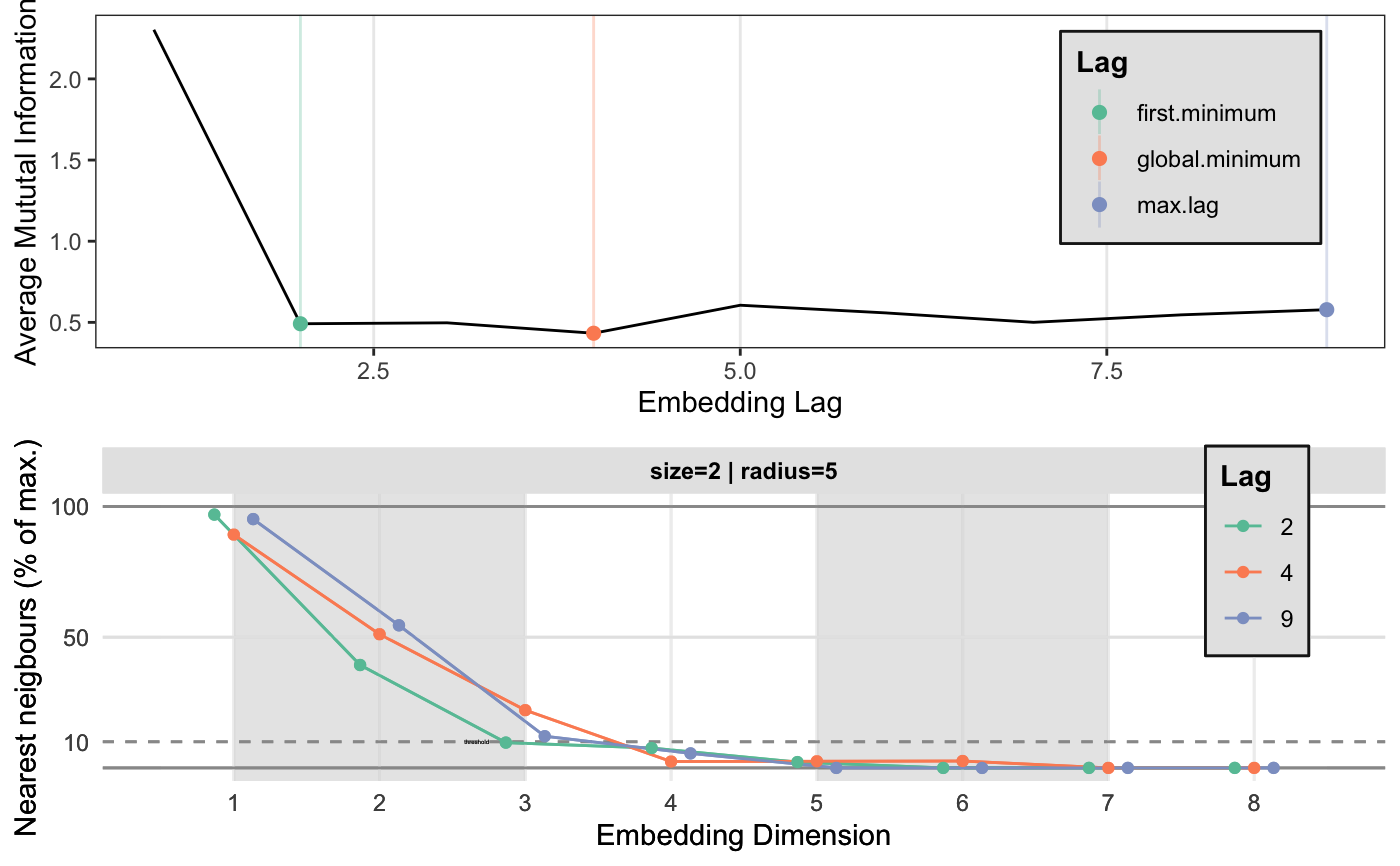 Average Mututal Information
2.0
1.5
1.0
0.5
2.5
5.0
7.5
Embedding Lag
Lag
first.minimum
global.minimum
max.lag
size=2 | radius=5
Nearest neigbours (% of max.)
100
50
10
threshold
1
2
3
4
5
6
7
8
Embedding Dimension
Lag
2
4
9